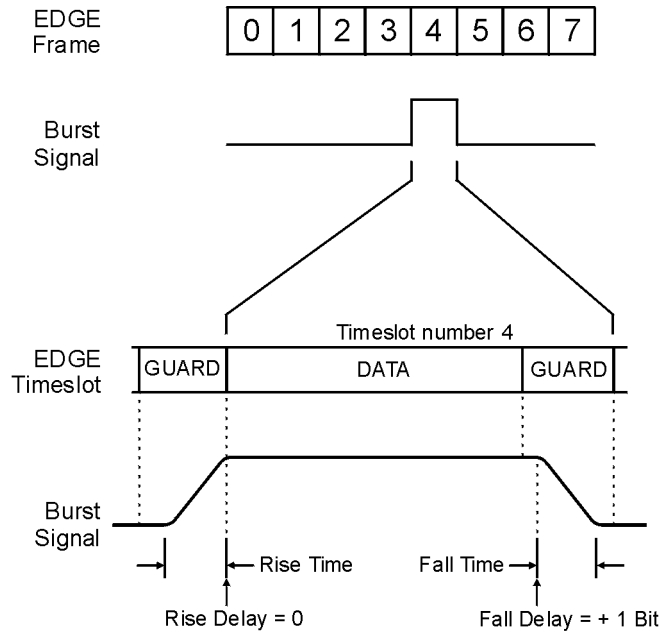 EDGE
Frame
0 1 2 3 4 5 6 7
Burst
Signal
Timeslot number 4
EDGE
Timeslot
GUARD DATA GUARD
Burst
Signal
Rise Time Fall Time
Rise Delay = 0 Fall Delay = + 1 Bit